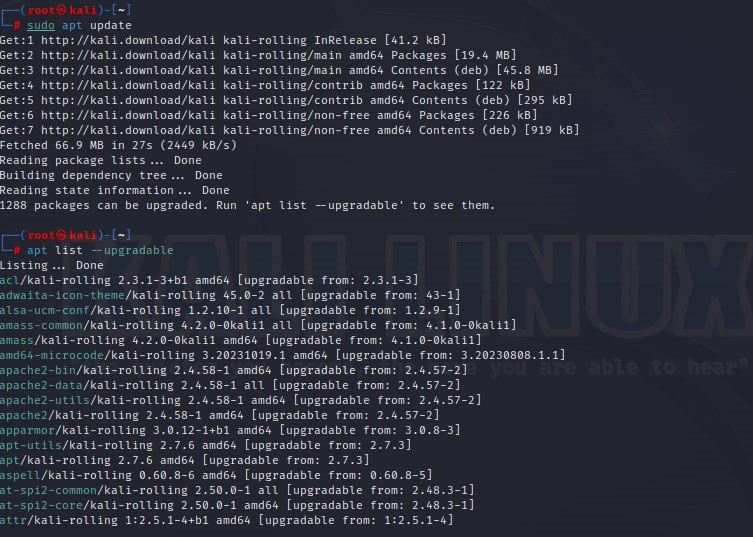 ┌──(root㉿kali)-[~]
└─# sudo apt update
Get:1 http://kali.download/kali kali-rolling InRelease [41.2 kB]
Get:2 http://kali.download/kali kali-rolling/main amd64 Packages [19.4 MB]
Get:3 http://kali.download/kali kali-rolling/main amd64 Contents (deb) [45.8 MB]
Get:4 http://kali.download/kali kali-rolling/contrib amd64 Packages [122 kB]
Get:5 http://kali.download/kali kali-rolling/contrib amd64 Contents (deb) [295 kB]
Get:6 http://kali.download/kali kali-rolling/non-free amd64 Packages [226 kB]
Get:7 http://kali.download/kali kali-rolling/non-free amd64 Contents (deb) [919 kB]
Fetched 66.9 MB in 27s (2449 kB/s)
Reading package lists... Done
Building dependency tree... Done
Reading state information... Done
1288 packages can be upgraded. Run 'apt list --upgradable' to see them.
┌──(root㉿kali)-[~]
└─# apt list --upgradable
Listing... Done
acl/kali-rolling 2.3.1-3+b1 amd64 [upgradable from: 2.3.1-3]
adwaita-icon-theme/kali-rolling 45.0-2 all [upgradable from: 43-1]
alsa-ucm-conf/kali-rolling 1.2.10-1 all [upgradable from: 1.2.9-1]
amass-common/kali-rolling 4.2.0-0kali1 all [upgradable from: 4.1.0-0kali1]
amass/kali-rolling 4.2.0-0kali1 amd64 [upgradable from: 4.1.0-0kali1]
amd64-microcode/kali-rolling 3.20231019.1 amd64 [upgradable from: 3.20230808.1.1]
apache2-bin/kali-rolling 2.4.58-1 amd64 [upgradable from: 2.4.57-2]
apache2-data/kali-rolling 2.4.58-1 all [upgradable from: 2.4.57-2]
apache2-utils/kali-rolling 2.4.58-1 amd64 [upgradable from: 2.4.57-2]
apache2/kali-rolling 2.4.58-1 amd64 [upgradable from: 2.4.57-2]
apparmor/kali-rolling 3.0.12-1+b1 amd64 [upgradable from: 3.0.8-3]
apt-utils/kali-rolling 2.7.6 amd64 [upgradable from: 2.7.3]
apt/kali-rolling 2.7.6 amd64 [upgradable from: 2.7.3]
aspell/kali-rolling 0.60.8-6 amd64 [upgradable from: 0.60.8-5]
at-spi2-common/kali-rolling 2.50.0-1 all [upgradable from: 2.48.3-1]
at-spi2-core/kali-rolling 2.50.0-1 amd64 [upgradable from: 2.48.3-1]
attr/kali-rolling 1:2.5.1-4+b1 amd64 [upgradable from: 1:2.5.1-4]
KALI LINUX
you are able to hear"